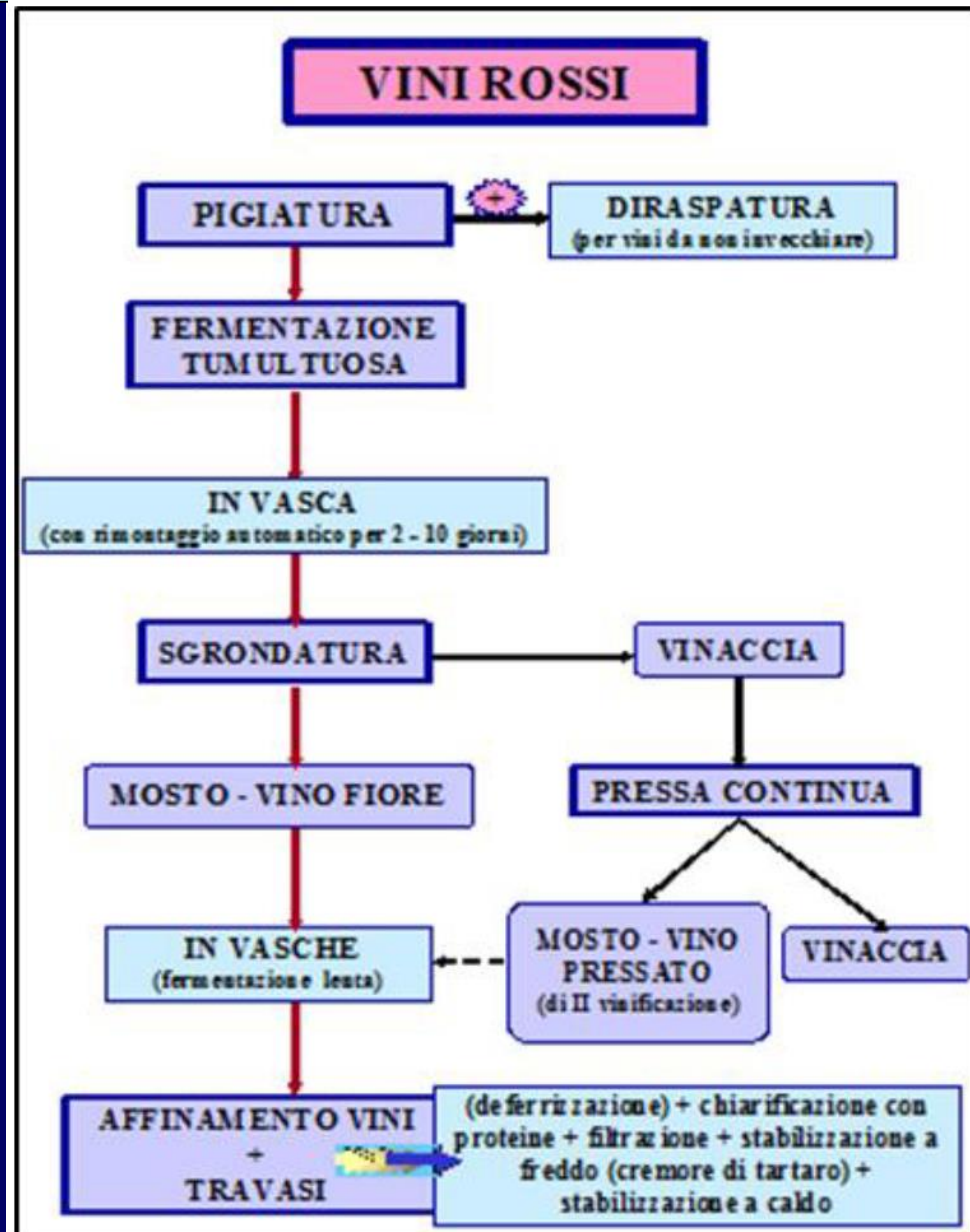 VINI ROSSI
PIGIATURA
+
DIRASPATURA
(per vini da non invecchiare)
FERMENTAZIONE
TUMULTUOSA
IN VASCA
(con rimontaggio automatico per 2 - 10 giorni)
SGRONDATURA
VINACCIA
MOSTO - VINO FIORE
PRESSA CONTINUA
IN VASCHE
(fermentazione lenta)
MOSTO - VINO
PRESSATO
(di II vinificazione)
VINACCIA
AFFINAMENTO VINI
+
TRAVASI
(deferrizzazione) + chiarificazione con
proteine + filtrazione + stabilizzazione a
freddo (cremore di tartaro) +
stabilizzazione a caldo